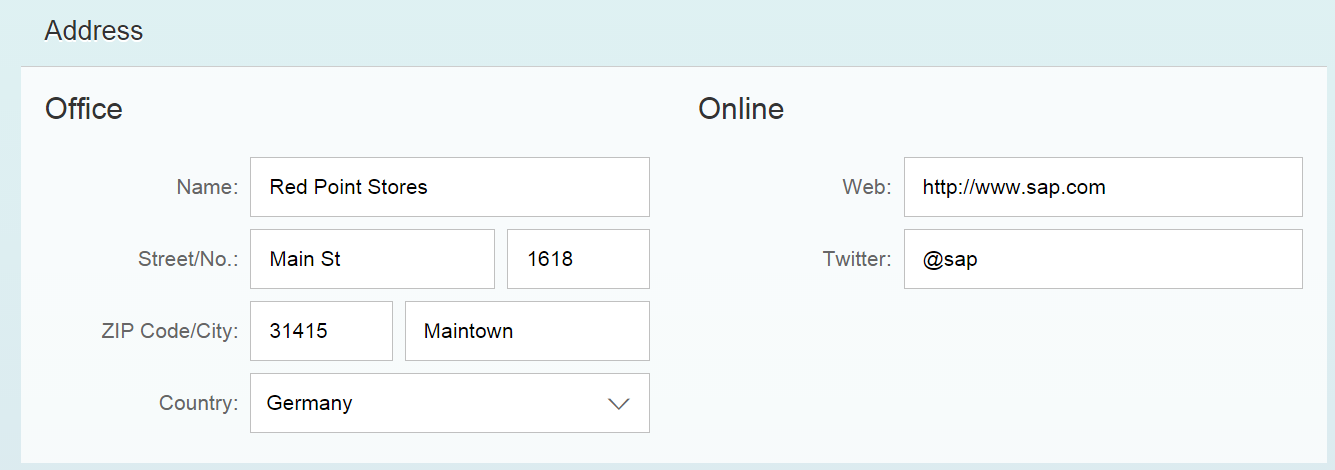 Address
Office
Name: Red Point Stores
Street/No.: Main St 1618
ZIP Code/City: 31415 Maintown
Country: Germany
Online
Web: http://www.sap.com
Twitter: @sap